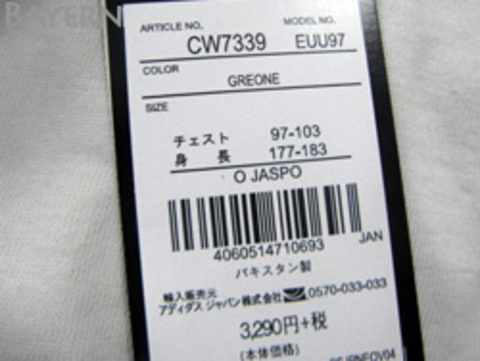 BAYERN
ARTICLE NO. MODEL NO.
CW7339 EUU97
COLOR
GREONE
SIZE
チェスト 97-103
身長 177-183
O JASPO
4060514710693 JAN
パキスタン製
輸入販売元
アディダス ジャパン株式会社 0570-033-033
3,290円+税
(本体価格)